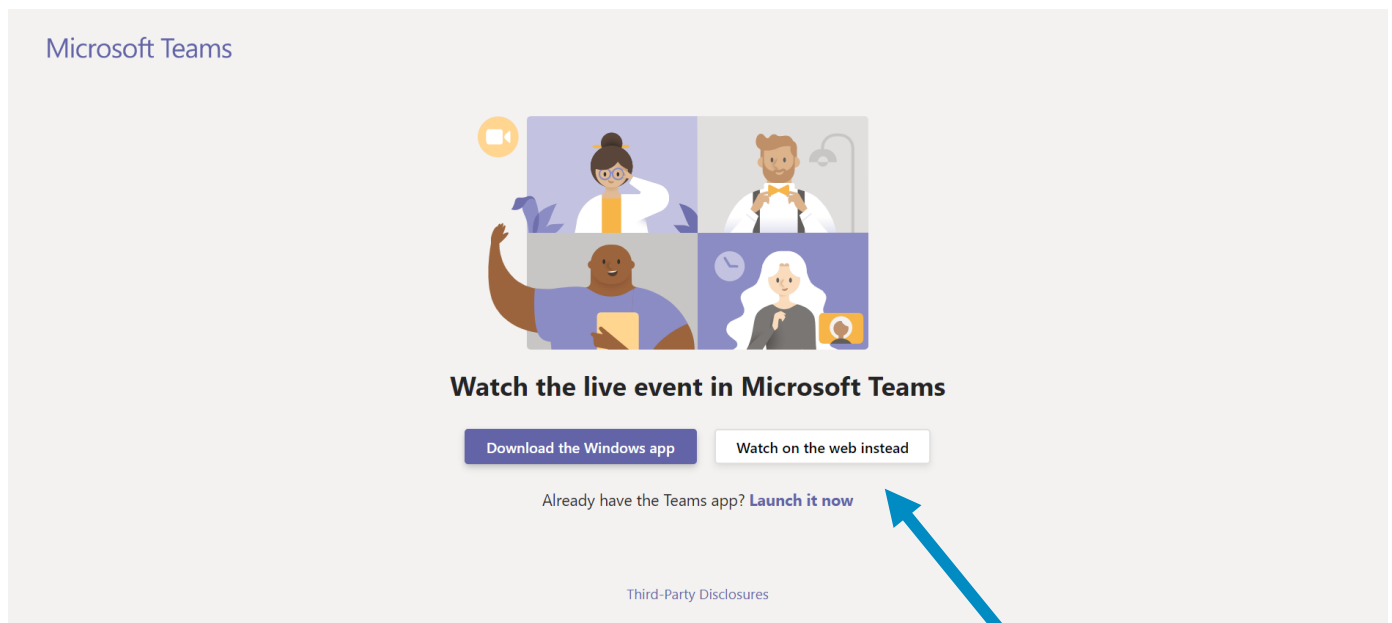 Microsoft Teams
Watch the live event in Microsoft Teams
Download the Windows app
Watch on the web instead
Already have the Teams app? Launch it now
Third-Party Disclosures